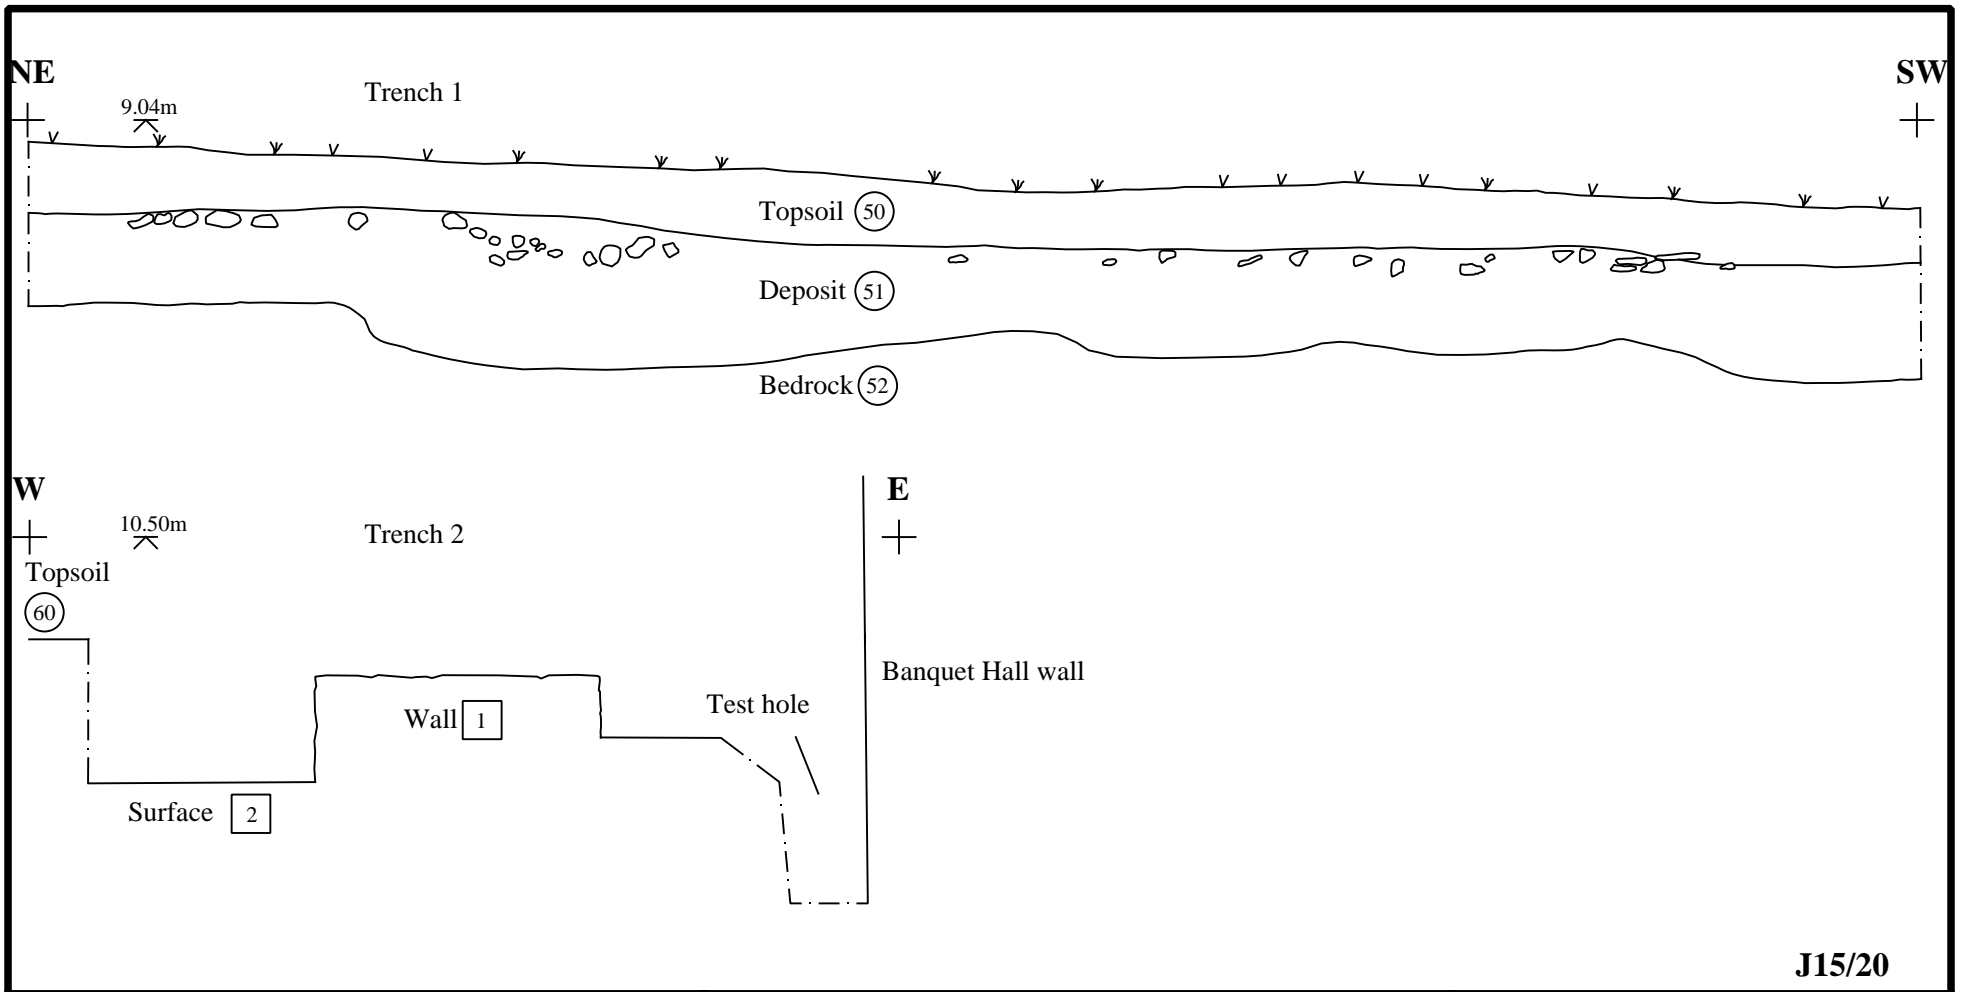 NE
SW
Trench 1
9.04m
Topsoil 50
Deposit 51
Bedrock 52
W
E
10.50m
Trench 2
Topsoil
60
Banquet Hall wall
Test hole
Wall 1
Surface 2
J15/20